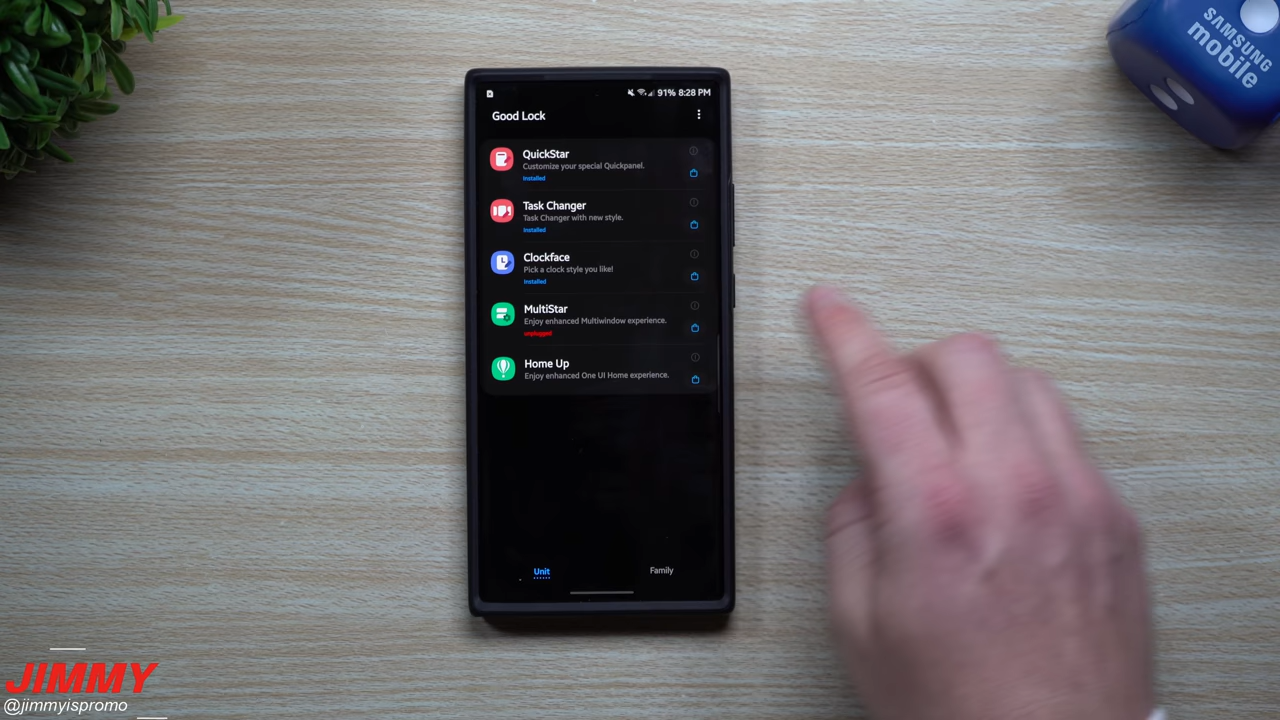 SAMSUNG
mobile
91% 8:28 PM
Good Lock
QuickStar
Customize your special Quickpanel.
Installed
Task Changer
Task Changer with new style.
Installed
Clockface
Pick a clock style you like!
Installed
MultiStar
Enjoy enhanced Multiwindow experience.
unplugged
Home Up
Enjoy enhanced One UI Home experience.
Unit
Family
JIMMY
@jimmyispromo